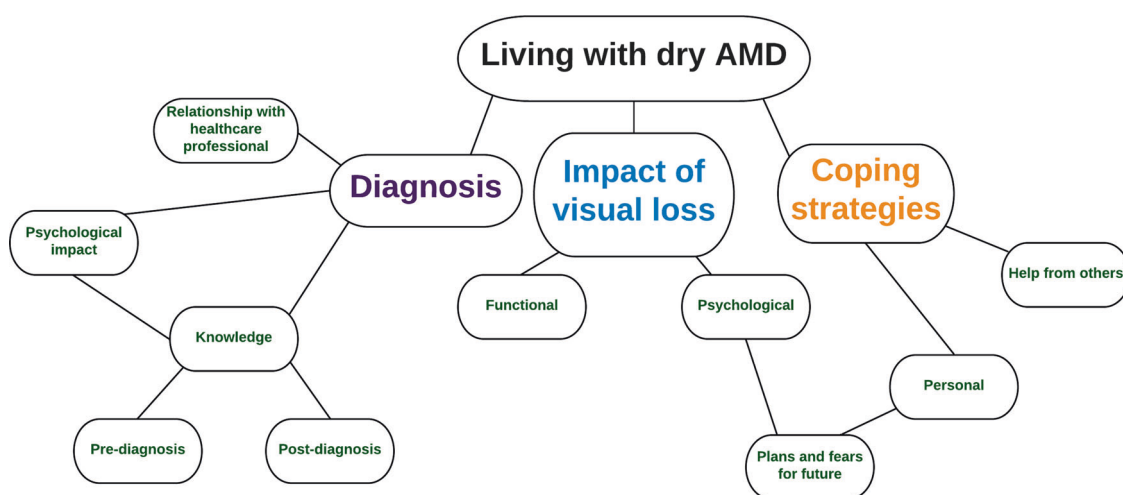 Living with dry AMD
Relationship with
healthcare
professional
Diagnosis
Impact of
visual loss
Coping
strategies
Psychological
impact
Help from others
Functional
Psychological
Knowledge
Personal
Pre-diagnosis
Post-diagnosis
Plans and fears
for future